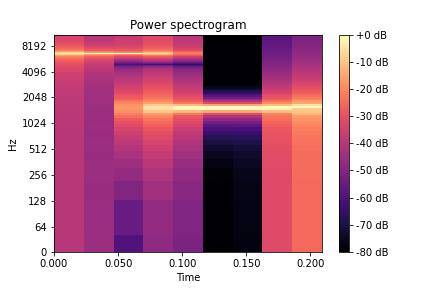 Power spectrogram
8192
4096
2048
1024
512
256
128
64
0
Hz
0.000 0.050 0.100 0.150 0.200
Time
+0 dB
-10 dB
-20 dB
-30 dB
-40 dB
-50 dB
-60 dB
-70 dB
-80 dB